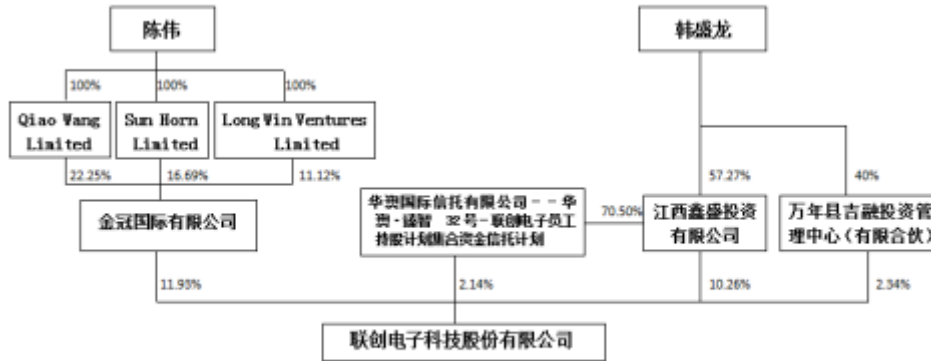 陈伟
韩盛龙
100%
100%
100%
Qiao Wang
Limited
Sun Horn
Limited
Long Win Ventures
Limited
22.25%
16.69%
11.12%
57.27%
40%
金冠国际有限公司
华澳国际信托有限公司--华
澳·臻智 32号-联创电子员工
持股计划集合资金信托计划
70.50%
江西鑫盛投资
有限公司
万年县吉融投资管
理中心(有限合伙)
11.93%
2.14%
10.26%
2.34%
联创电子科技股份有限公司